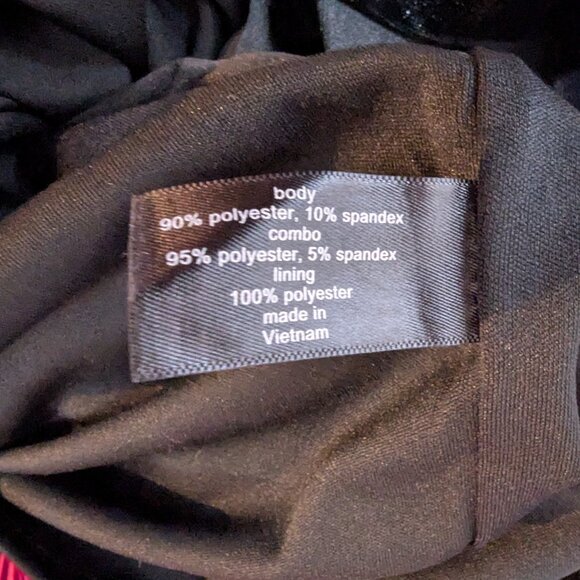 body
90% polyester, 10% spandex
combo
95% polyester, 5% spandex
lining
100% polyester
made in
Vietnam